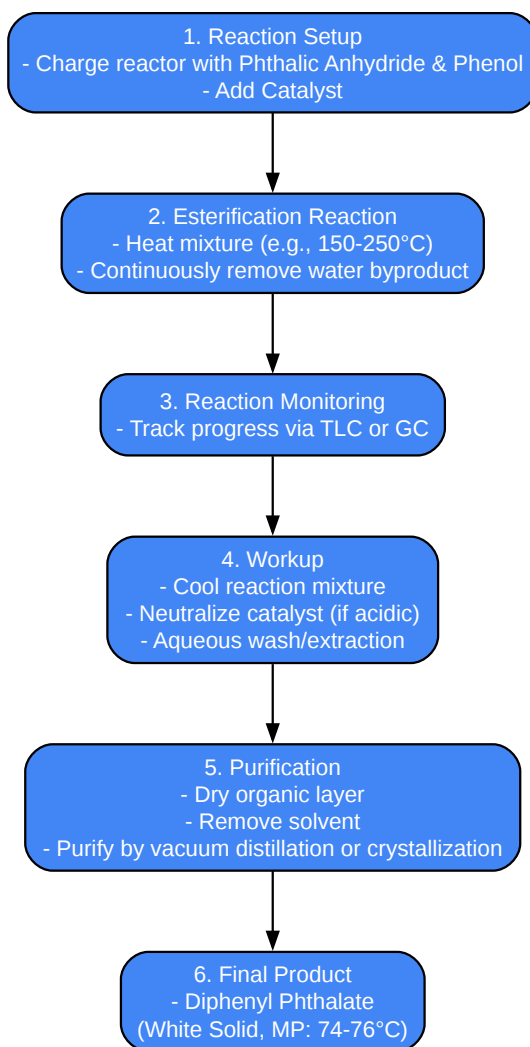 1. Reaction Setup
- Charge reactor with Phthalic Anhydride & Phenol
- Add Catalyst
2. Esterification Reaction
- Heat mixture (e.g., 150-250°C)
- Continuously remove water byproduct
3. Reaction Monitoring
- Track progress via TLC or GC
4. Workup
- Cool reaction mixture
- Neutralize catalyst (if acidic)
- Aqueous wash/extraction
5. Purification
- Dry organic layer
- Remove solvent
- Purify by vacuum distillation or crystallization
6. Final Product
- Diphenyl Phthalate
(White Solid, MP: 74-76°C)